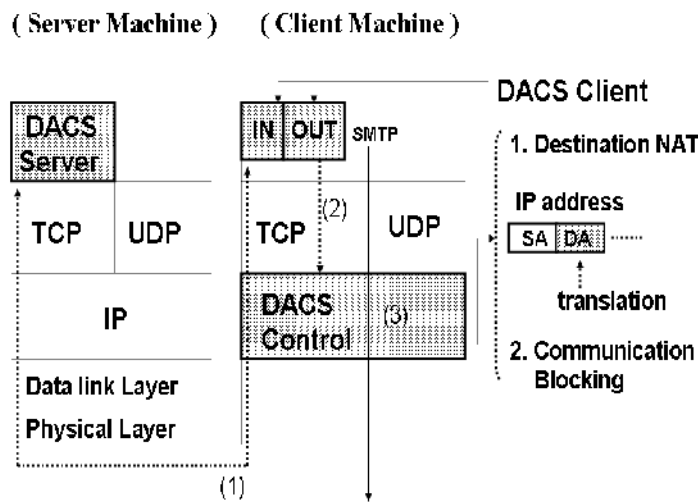 ( Server Machine )
( Client Machine )
DACS
Server
TCP
UDP
IP
Data link Layer
Physical Layer
(1)
IN
OUT
SMTP
(2)
TCP
UDP
DACS
Control
(3)
DACS Client
1. Destination NAT
IP address
SA
DA
translation
2. Communication
Blocking